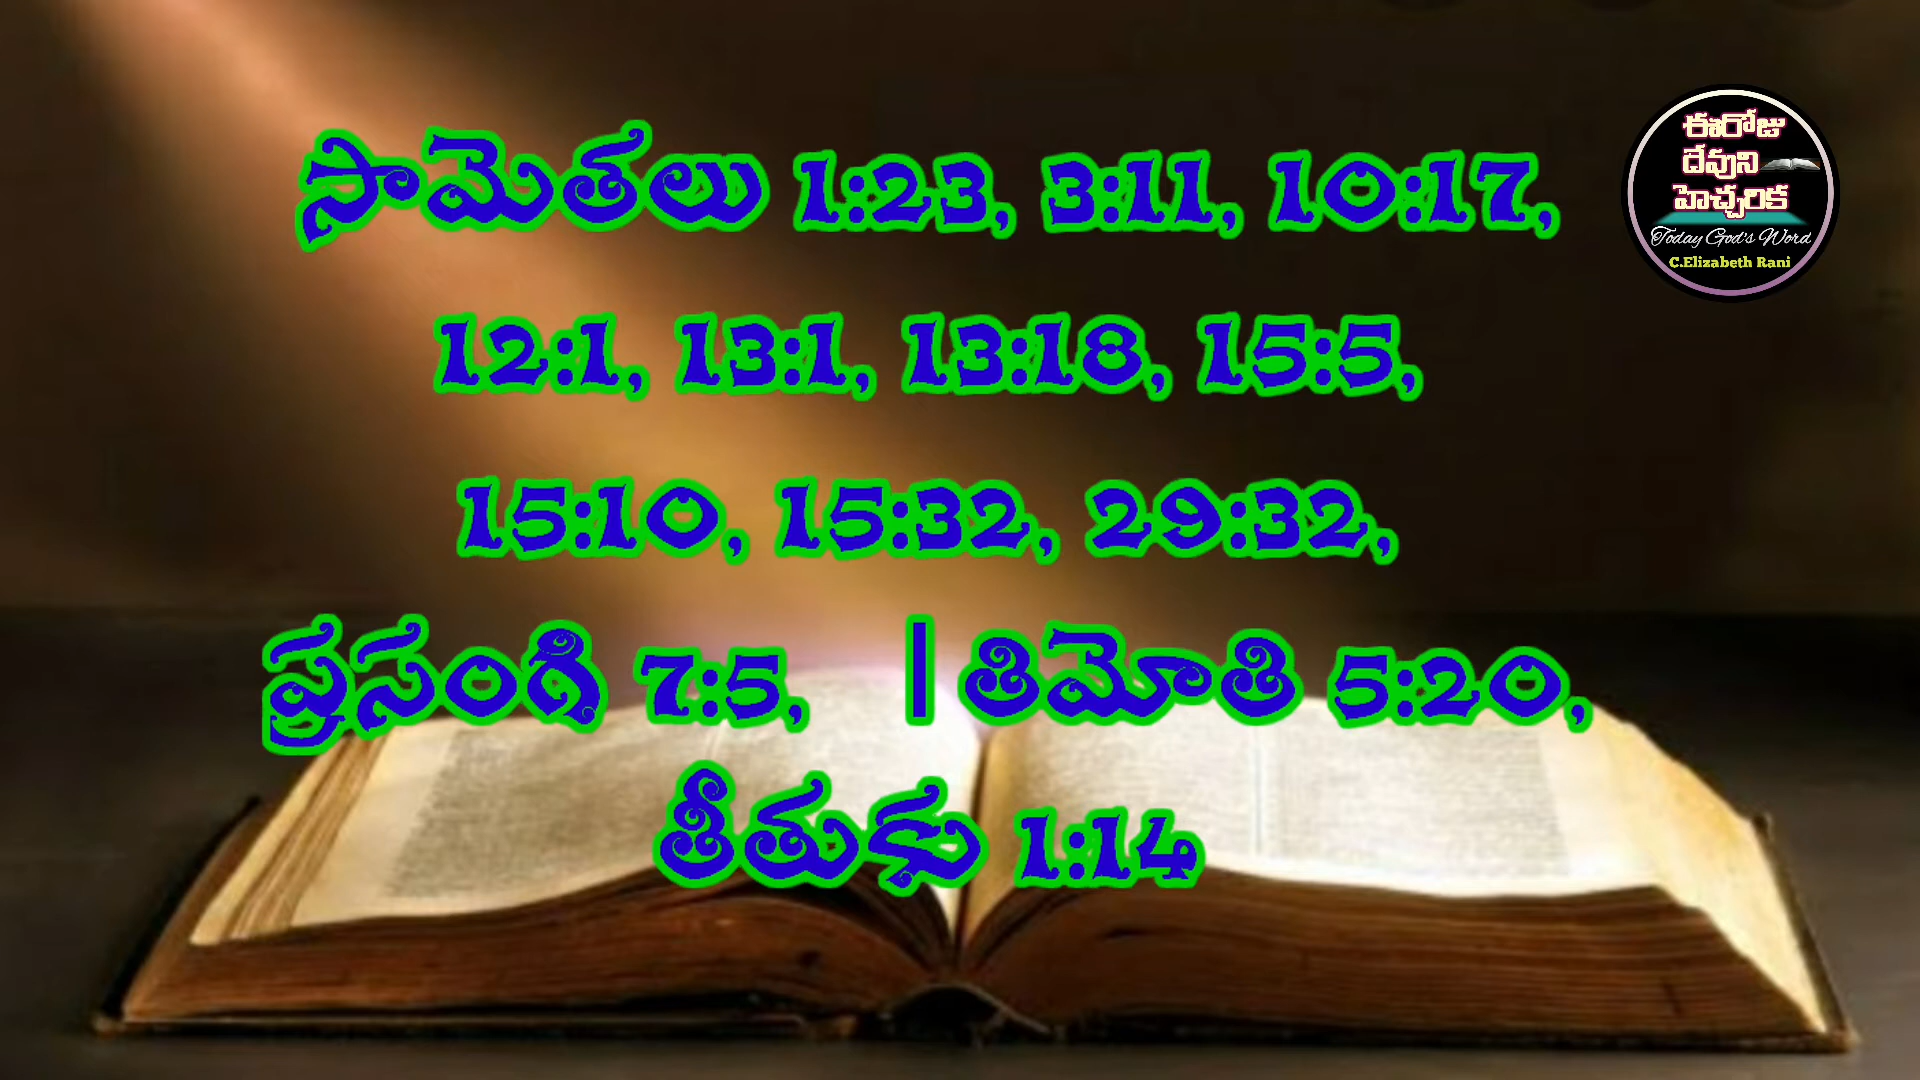 సామెతలు 1:23, 3:11, 10:17,
12:1, 13:1, 13:18, 15:5,
15:10, 15:32, 29:32,
ప్రసంగి 7:5, | తిమోతి 5:20,
తీతుకు 1:14
ఈరోజు
దేవుని
హెచ్చరిక
Today God's Word
C.Elizabeth Rani